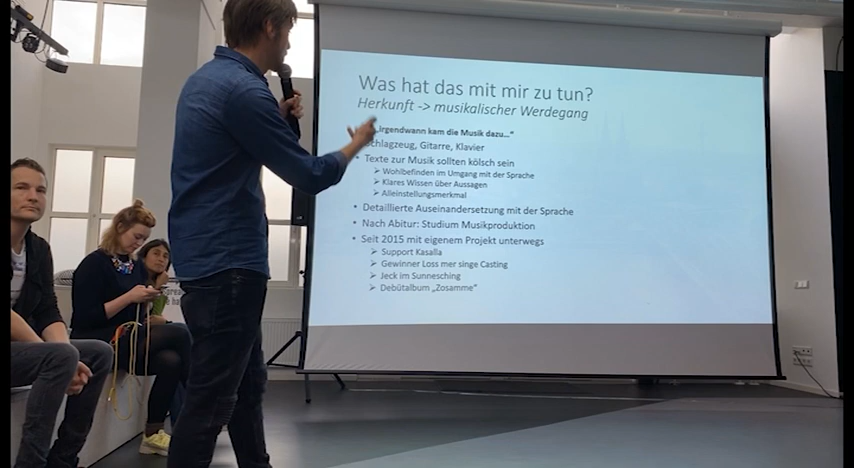 Was hat das mit mir zu tun?
Herkunft -> musikalischer Werdegang
„Irgendwann kam die Musik dazu...“
Schlagzeug, Gitarre, Klavier
• Texte zur Musik sollten kölsch sein
➢ Wohlbefinden im Umgang mit der Sprache
➢ Klares Wissen über Aussagen
➢ Alleinstellungsmerkmal
• Detaillierte Auseinandersetzung mit der Sprache
• Nach Abitur: Studium Musikproduktion
• Seit 2015 mit eigenem Projekt unterwegs
➢ Support Kasalla
➢ Gewinner Loss mer singe Casting
➢ Jeck im Sunnesching
➢ Debütalbum „Zosamme“